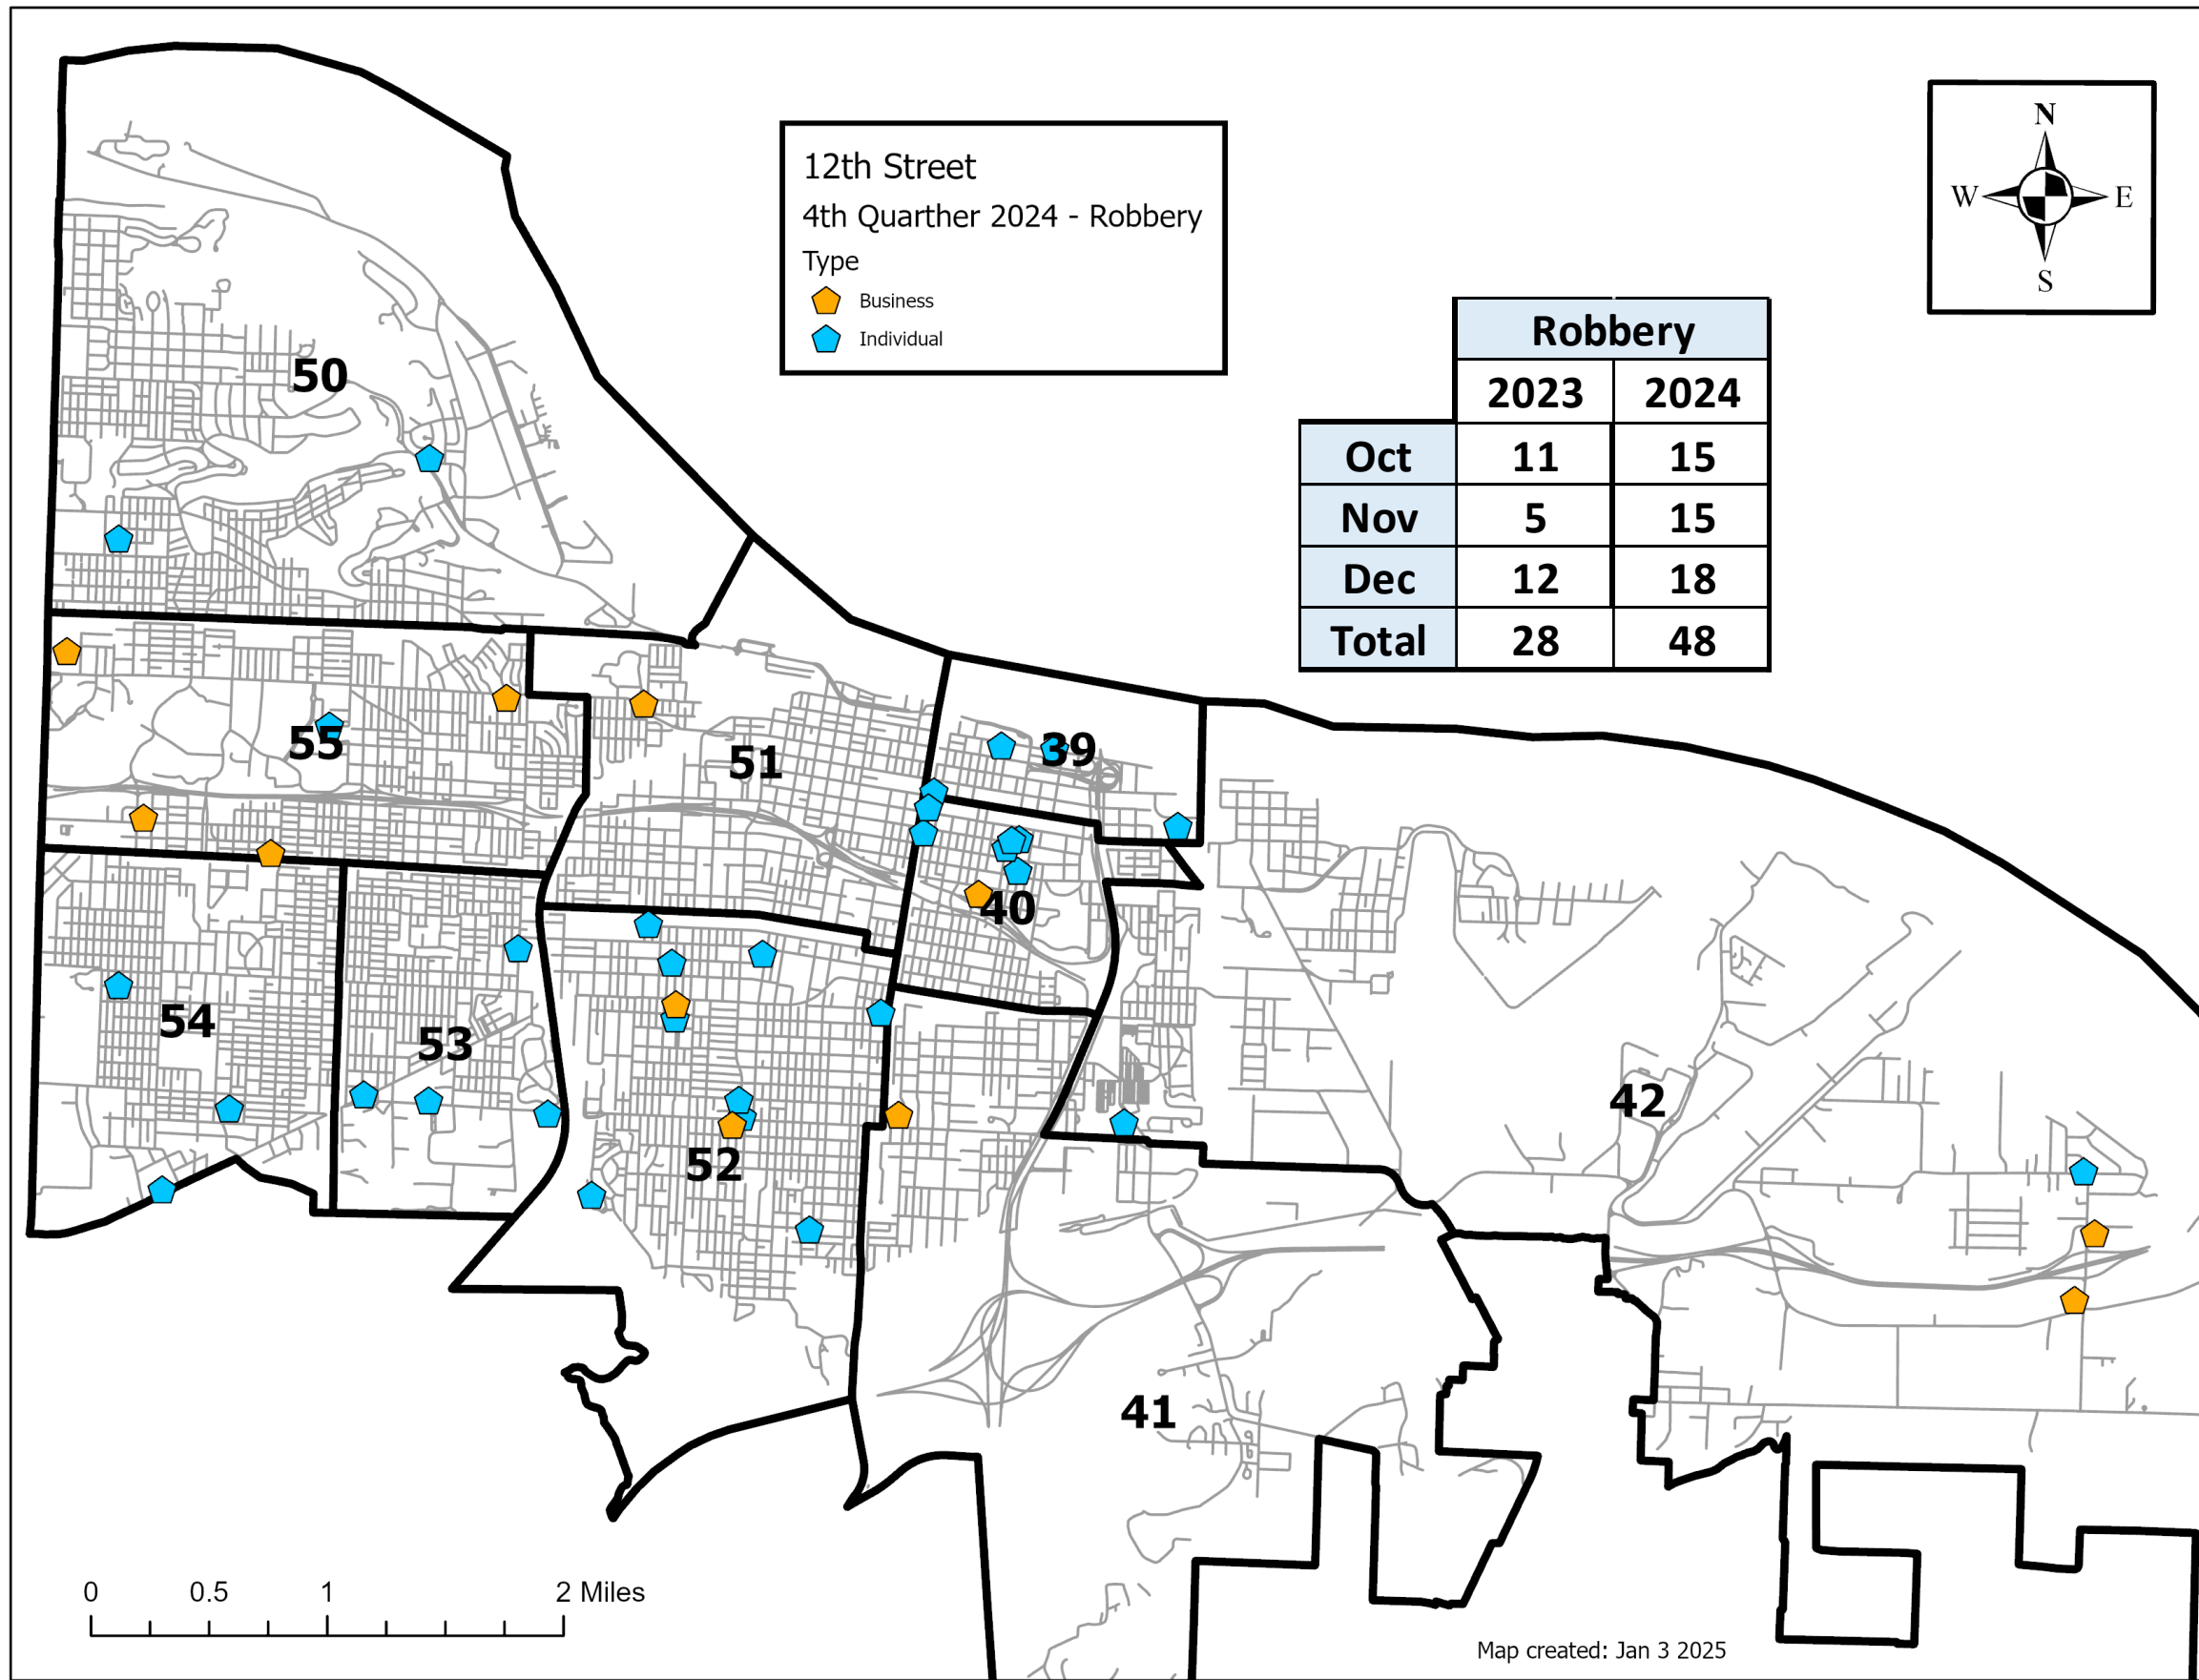 12th Street
4th Quarther 2024 - Robbery
Type
Business
Individual
N
W E
S
Robbery
2023 2024
Oct 11 15
Nov 5 15
Dec 12 18
Total 28 48
50
55
51
39
40
54
53
52
42
41
0 0.5 1 2 Miles
Map created: Jan 3 2025